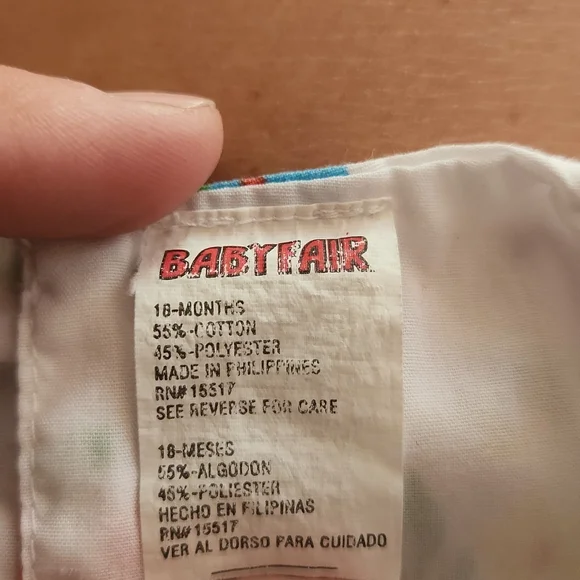 BABYFAIR
18-MONTHS
55%-COTTON
45%-POLYESTER
MADE IN PHILIPPINES
RN# 15517
SEE REVERSE FOR CARE
18-MESES
55%-ALGODON
45%-POLIESTER
HECHO EN FILIPINAS
RN# 15517
VER AL DORSO PARA CUIDADO